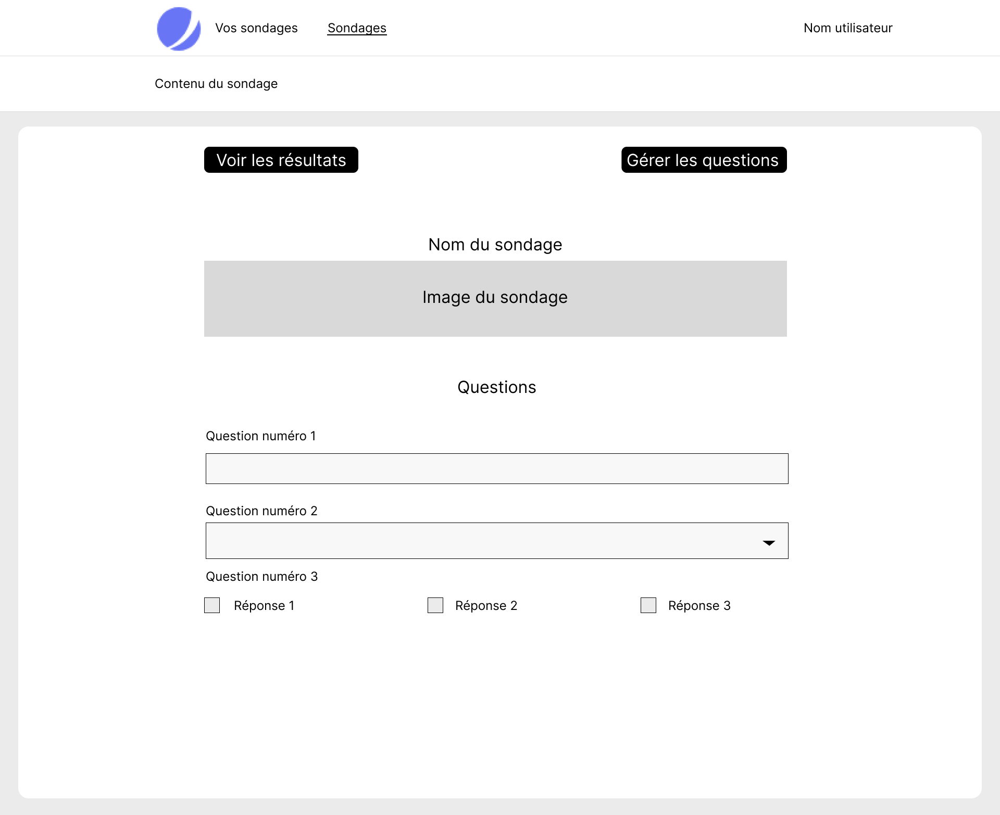 Vos sondages
Sondages
Nom utilisateur
Contenu du sondage
Voir les résultats
Gérer les questions
Nom du sondage
Image du sondage
Questions
Question numéro 1
Question numéro 2
Question numéro 3
Réponse 1
Réponse 2
Réponse 3